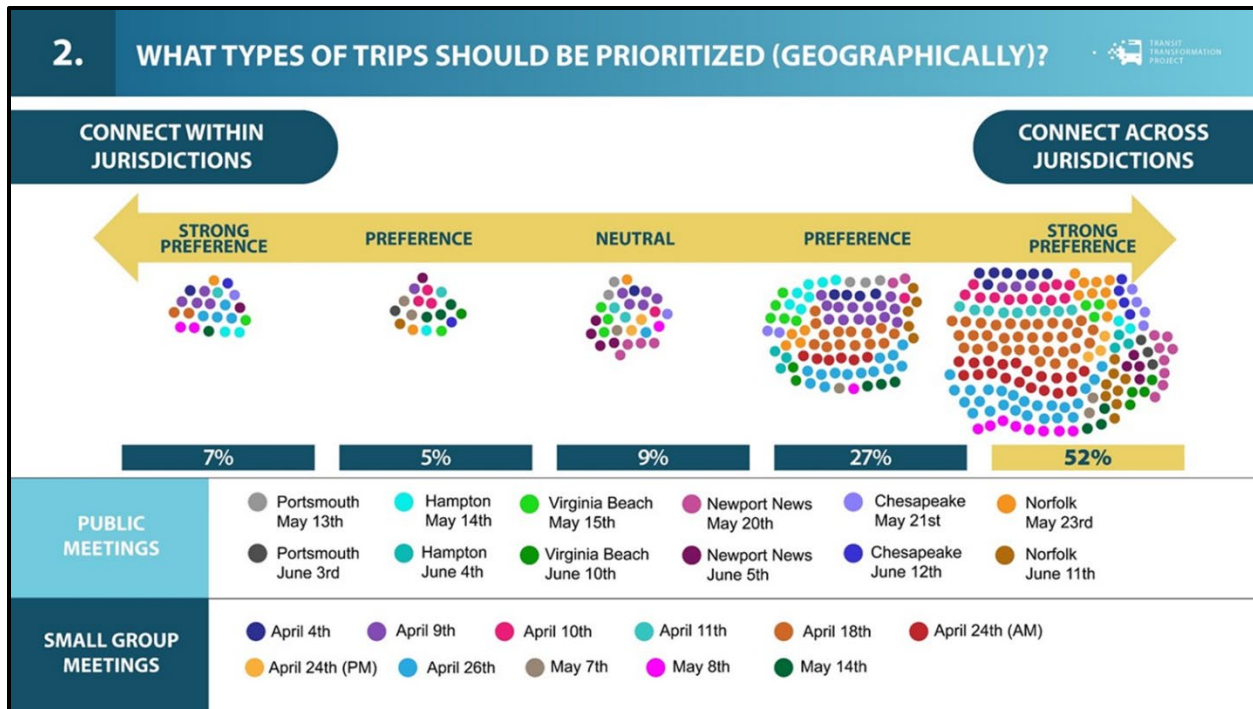 2.
WHAT TYPES OF TRIPS SHOULD BE PRIORITIZED (GEOGRAPHICALLY)?
TRANSIT
TRANSFORMATION
PROJECT
CONNECT WITHIN
JURISDICTIONS
CONNECT ACROSS
JURISDICTIONS
STRONG
PREFERENCE
PREFERENCE
NEUTRAL
PREFERENCE
STRONG
PREFERENCE
7%
5%
9%
27%
52%
PUBLIC
MEETINGS
Portsmouth
May 13th
Hampton
May 14th
Virginia Beach
May 15th
Newport News
May 20th
Chesapeake
May 21st
Norfolk
May 23rd
Portsmouth
June 3rd
Hampton
June 4th
Virginia Beach
June 10th
Newport News
June 5th
Chesapeake
June 12th
Norfolk
June 11th
SMALL GROUP
MEETINGS
April 4th
April 9th
April 10th
April 11th
April 18th
April 24th (AM)
April 24th (PM)
April 26th
May 7th
May 8th
May 14th